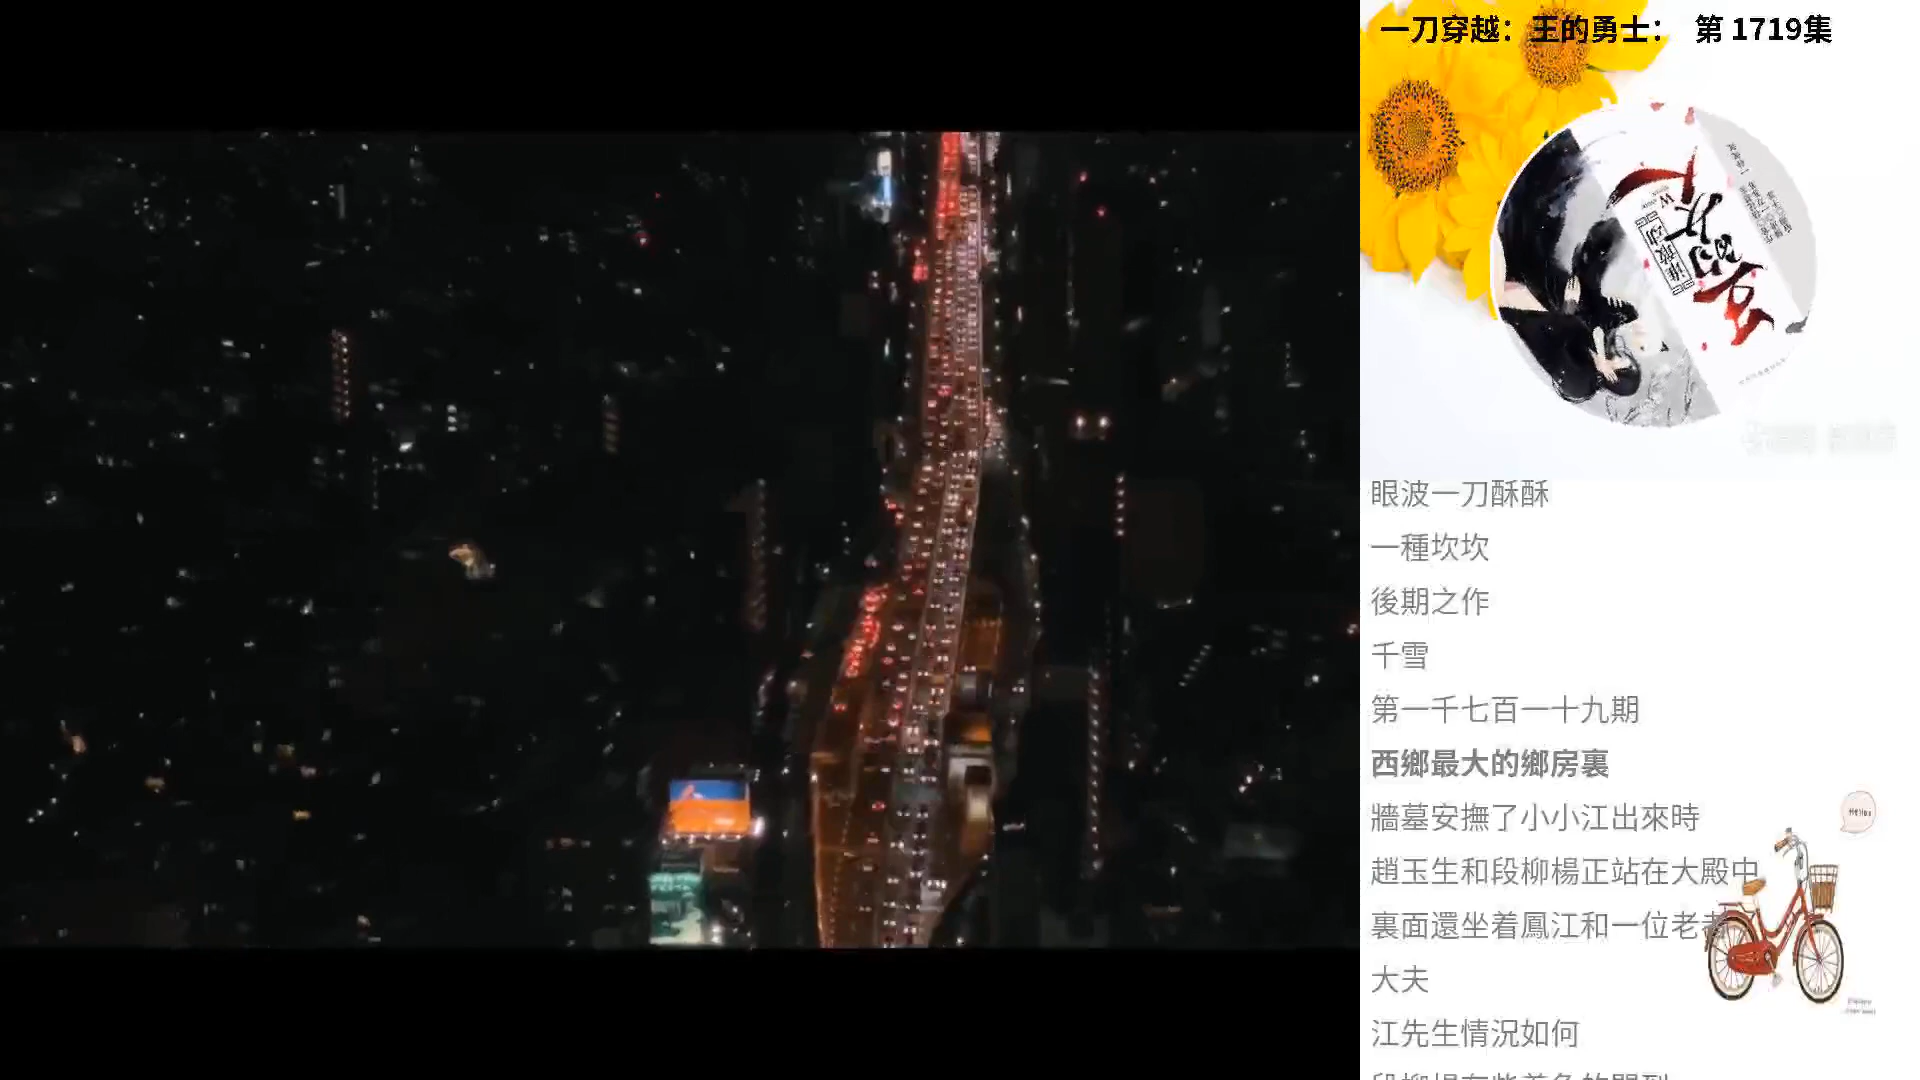 一刀穿越：王的勇士： 第 1719集
眼波一刀酥酥
一種坎坎
後期之作
千雪
第一千七百一十九期
西鄉最大的鄉房裏
牆墓安撫了小小江出來時
趙玉生和段柳楊正站在大殿中
裏面還坐着鳳江和一位老者
大夫
江先生情況如何